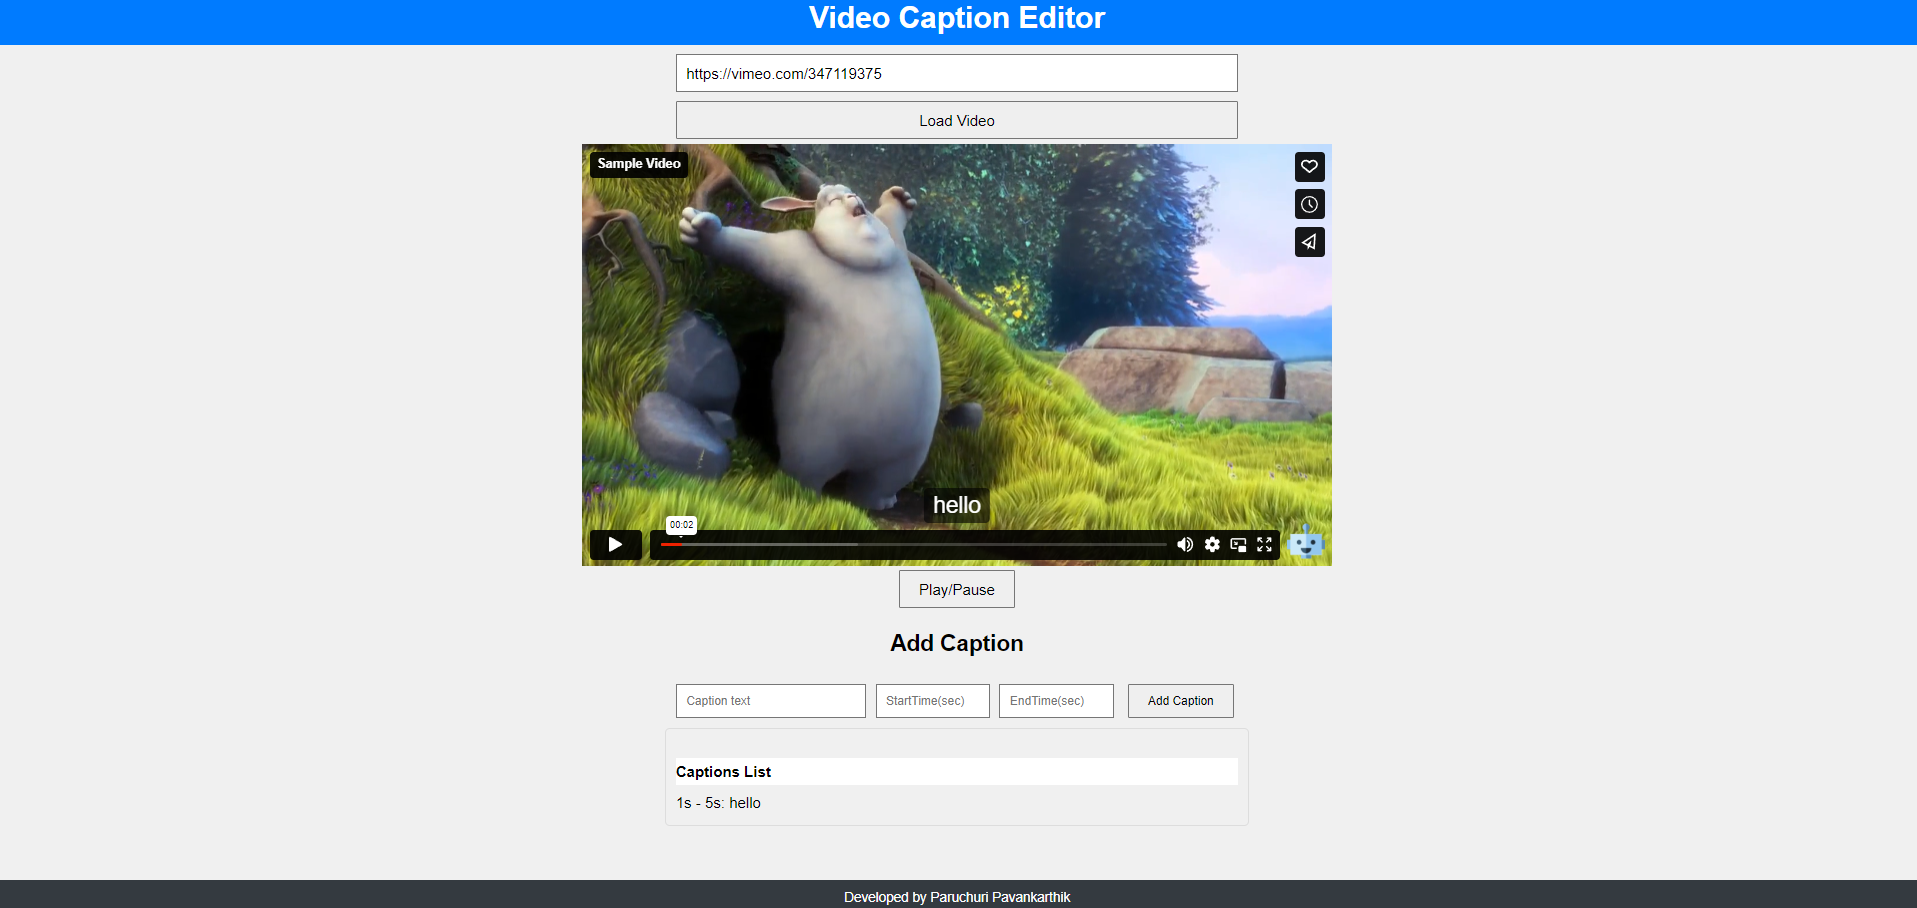 Video Caption Editor
https://vimeo.com/347119375
Load Video
Sample Video
hello
00:02
Play/Pause
Add Caption
Caption text StartTime(sec) EndTime(sec) Add Caption
Captions List
1s - 5s: hello
Developed by Paruchuri Pavankarthik